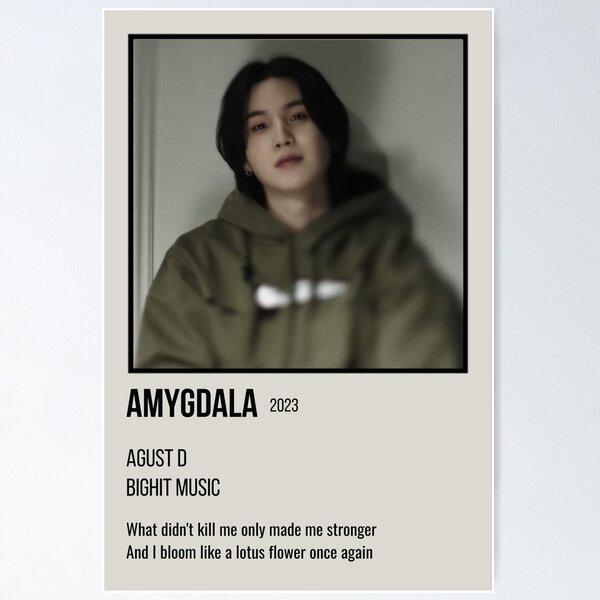 AMYGDALA 2023
AGUST D
BIGHIT MUSIC
What didn't kill me only made me stronger
And I bloom like a lotus flower once again